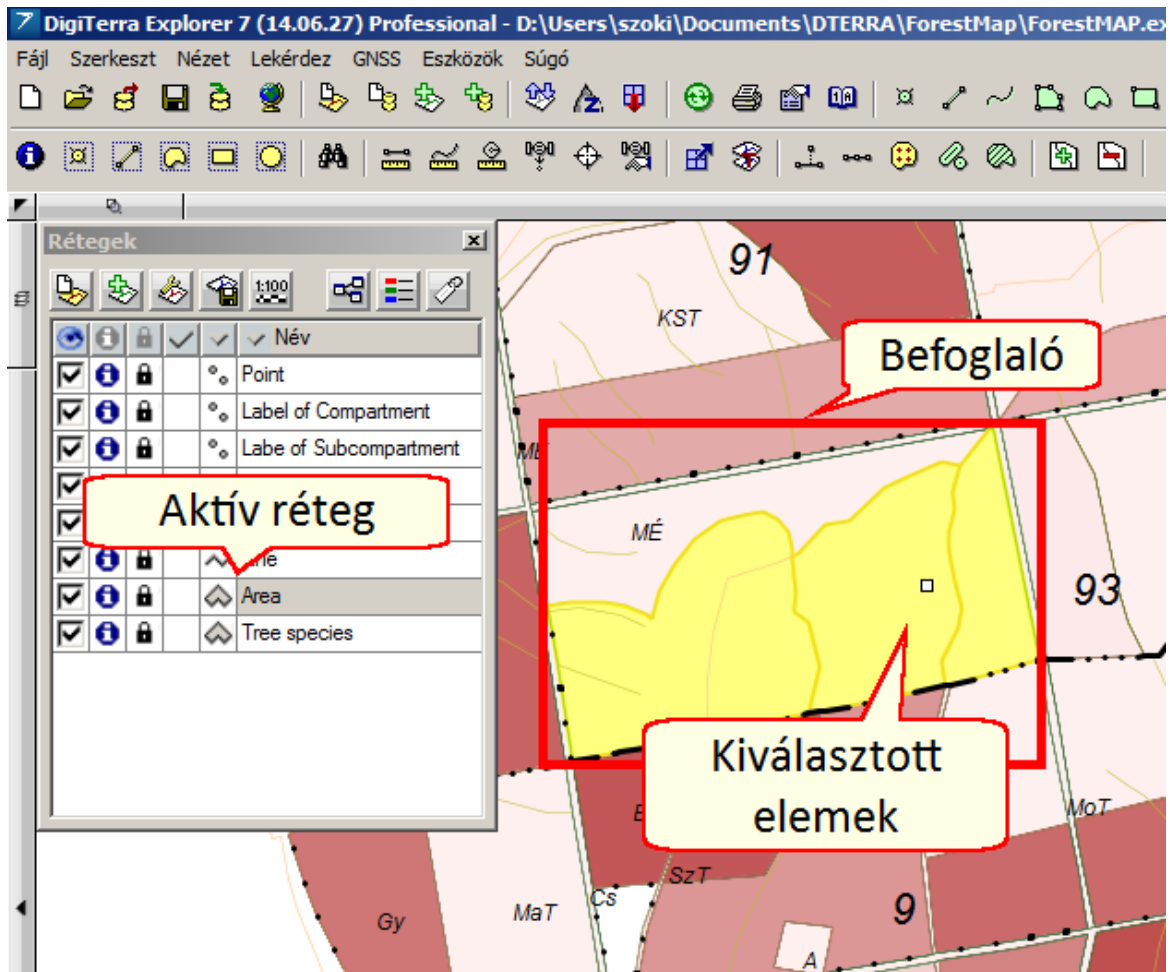 DigiTerra Explorer 7 (14.06.27) Professional - D:\Users\szoki\Documents\DTERRA\ForestMap\ForestMAP.ex
Fájl Szerkeszt Nézet Lekérdez GNSS Eszközök Súgó
Rétegek
1:100
Név
Point
Label of Compartment
Labe of Subcompartment
Aktív réteg
Area
Tree species
91
KST
Befoglaló
MÉ
93
Kiválasztott
elemek
MoT
SzT
Cs
Gy
MaT
9
A